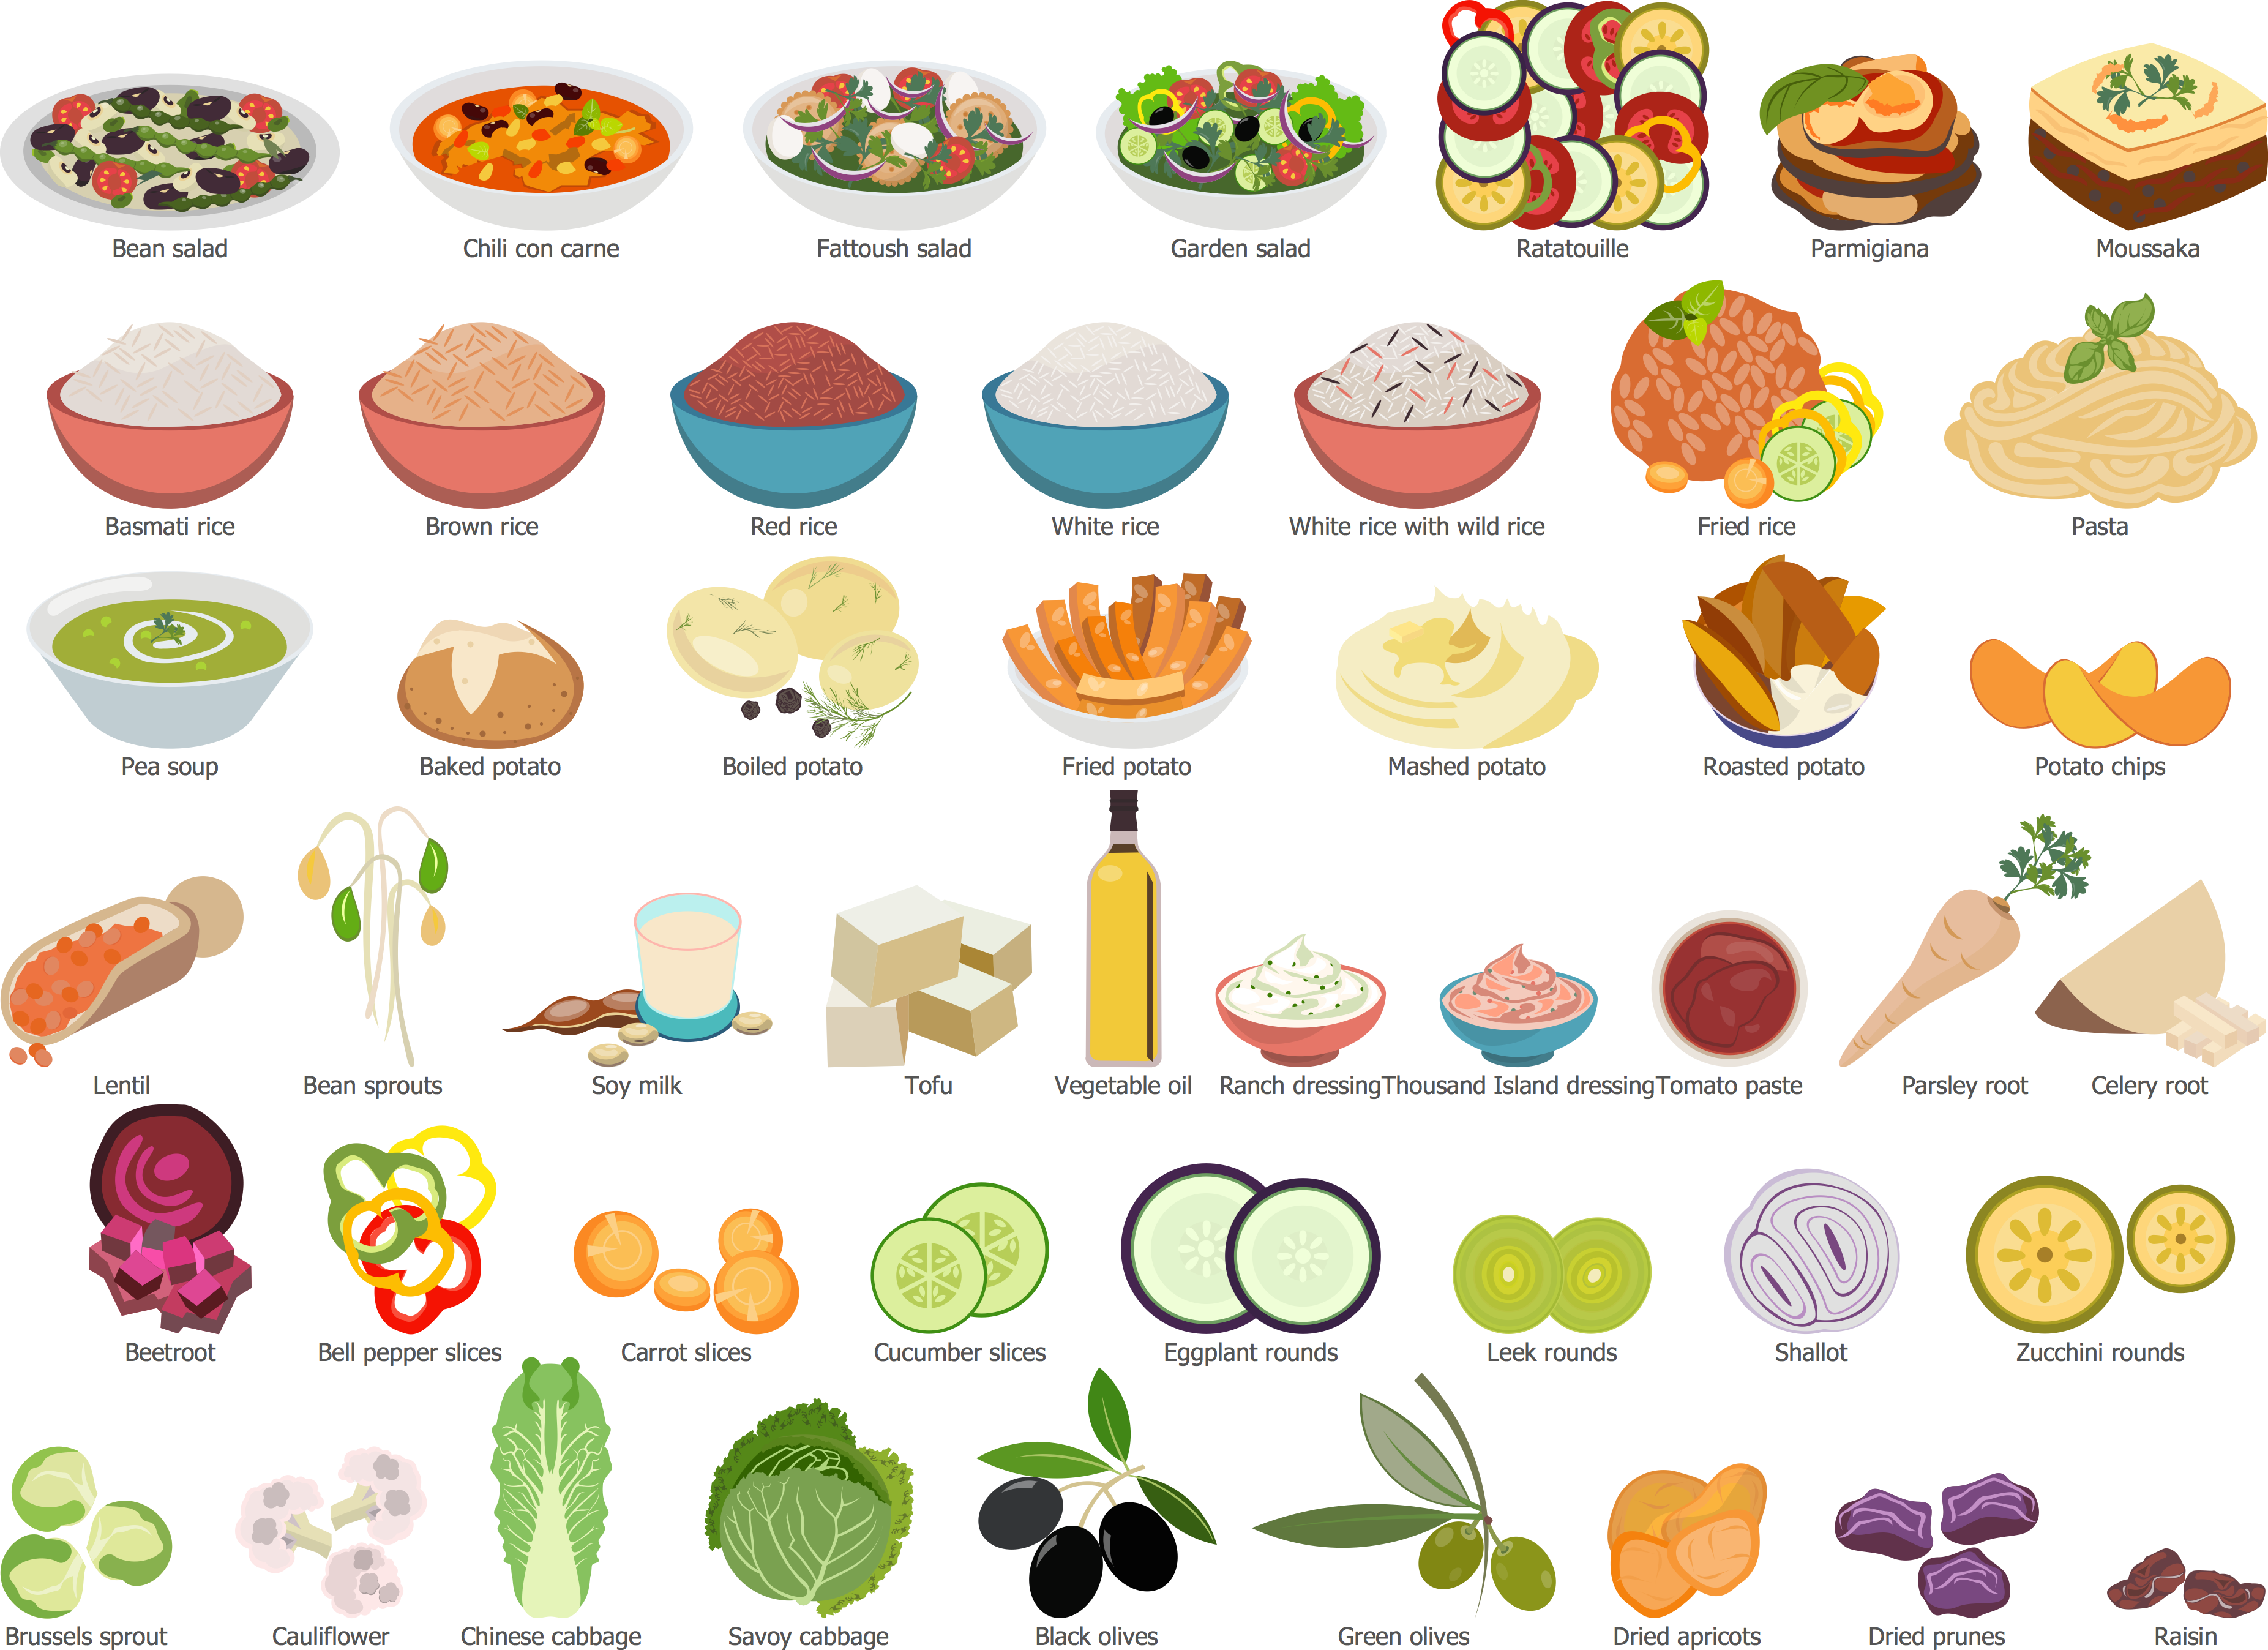 Bean salad
Chili con carne
Fattoush salad
Garden salad
Ratatouille
Parmigiana
Moussaka
Basmati rice
Brown rice
Red rice
White rice
White rice with wild rice
Fried rice
Pasta
Pea soup
Baked potato
Boiled potato
Fried potato
Mashed potato
Roasted potato
Potato chips
Lentil
Bean sprouts
Soy milk
Tofu
Vegetable oil
Ranch dressing
Thousand Island dressing
Tomato paste
Parsley root
Celery root
Beetroot
Bell pepper slices
Carrot slices
Cucumber slices
Eggplant rounds
Leek rounds
Shallot
Zucchini rounds
Brussels sprout
Cauliflower
Chinese cabbage
Savoy cabbage
Black olives
Green olives
Dried apricots
Dried prunes
Raisin